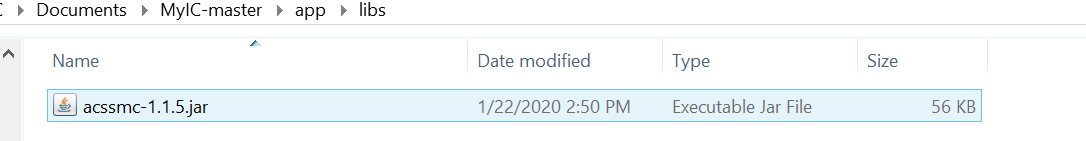 Documents MyIC-master app libs
Name Date modified Type Size
acssmc-1.1.5.jar 1/22/2020 2:50 PM Executable Jar File 56 KB